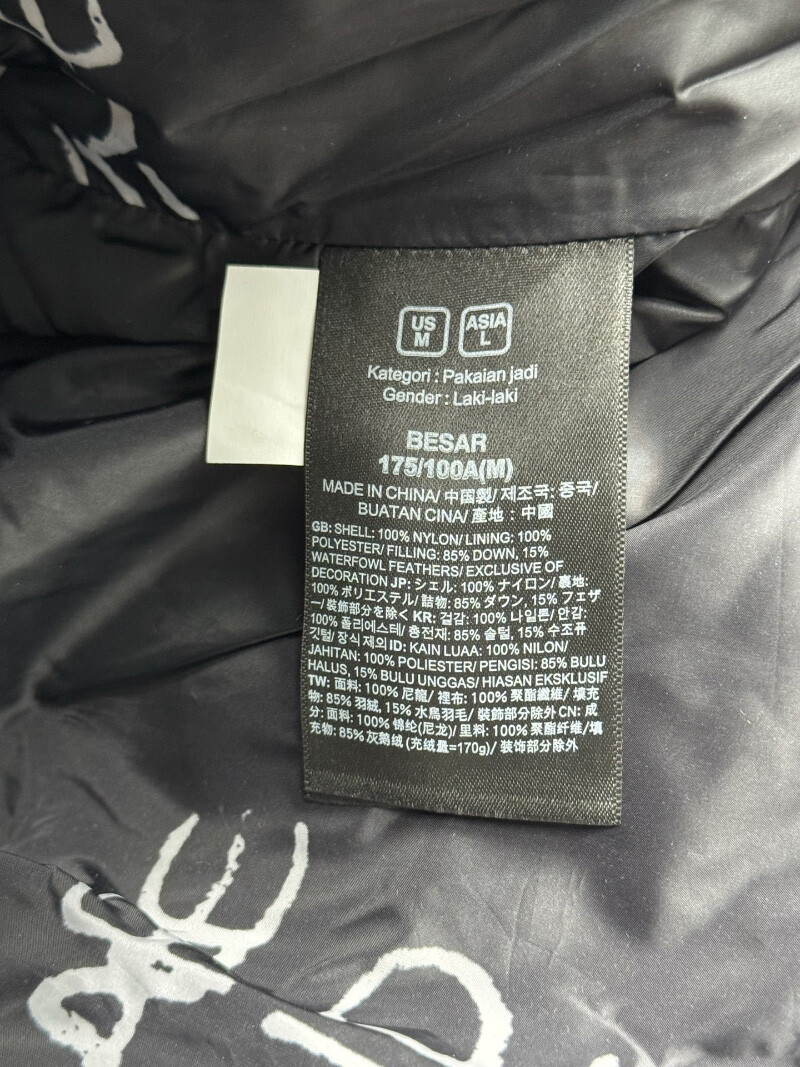 US
M
ASIA
L
Kategori : Pakaian jadi
Gender : Laki-laki
BESAR
175/100A(M)
MADE IN CHINA/ 中国製/ 제조국: 중국/
BUATAN CINA/ 產地 : 中國
GB: SHELL: 100% NYLON/ LINING: 100%
POLYESTER/ FILLING: 85% DOWN, 15%
WATERFOWL FEATHERS/ EXCLUSIVE OF
DECORATION JP: シェル: 100% ナイロン/ 裏地:
100% ポリエステル/ 詰物: 85% ダウン, 15% フェザ
ー/ 装飾部分を除く KR: 겉감: 100% 나일론/ 안감:
100% 폴리에스테/ 충전재: 85% 솜털, 15% 수조류
깃털/ 장식 제외 ID: KAIN LUAA: 100% NILON/
JAHITAN: 100% POLIESTER/ PENGISI: 85% BULU
HALUS, 15% BULU UNGGAS/ HIASAN EKSKLUSIF
TW: 面料: 100% 尼龍/ 裡布: 100% 聚酯纖維/ 填充
物: 85% 羽絨, 15% 水鳥羽毛/ 裝飾部分除外 CN: 成
分: 面料: 100% 锦纶(尼龙)/ 里料: 100% 聚酯纤维/填
充物: 85% 灰鹅绒 (充绒量=170g)/ 装饰部分除外